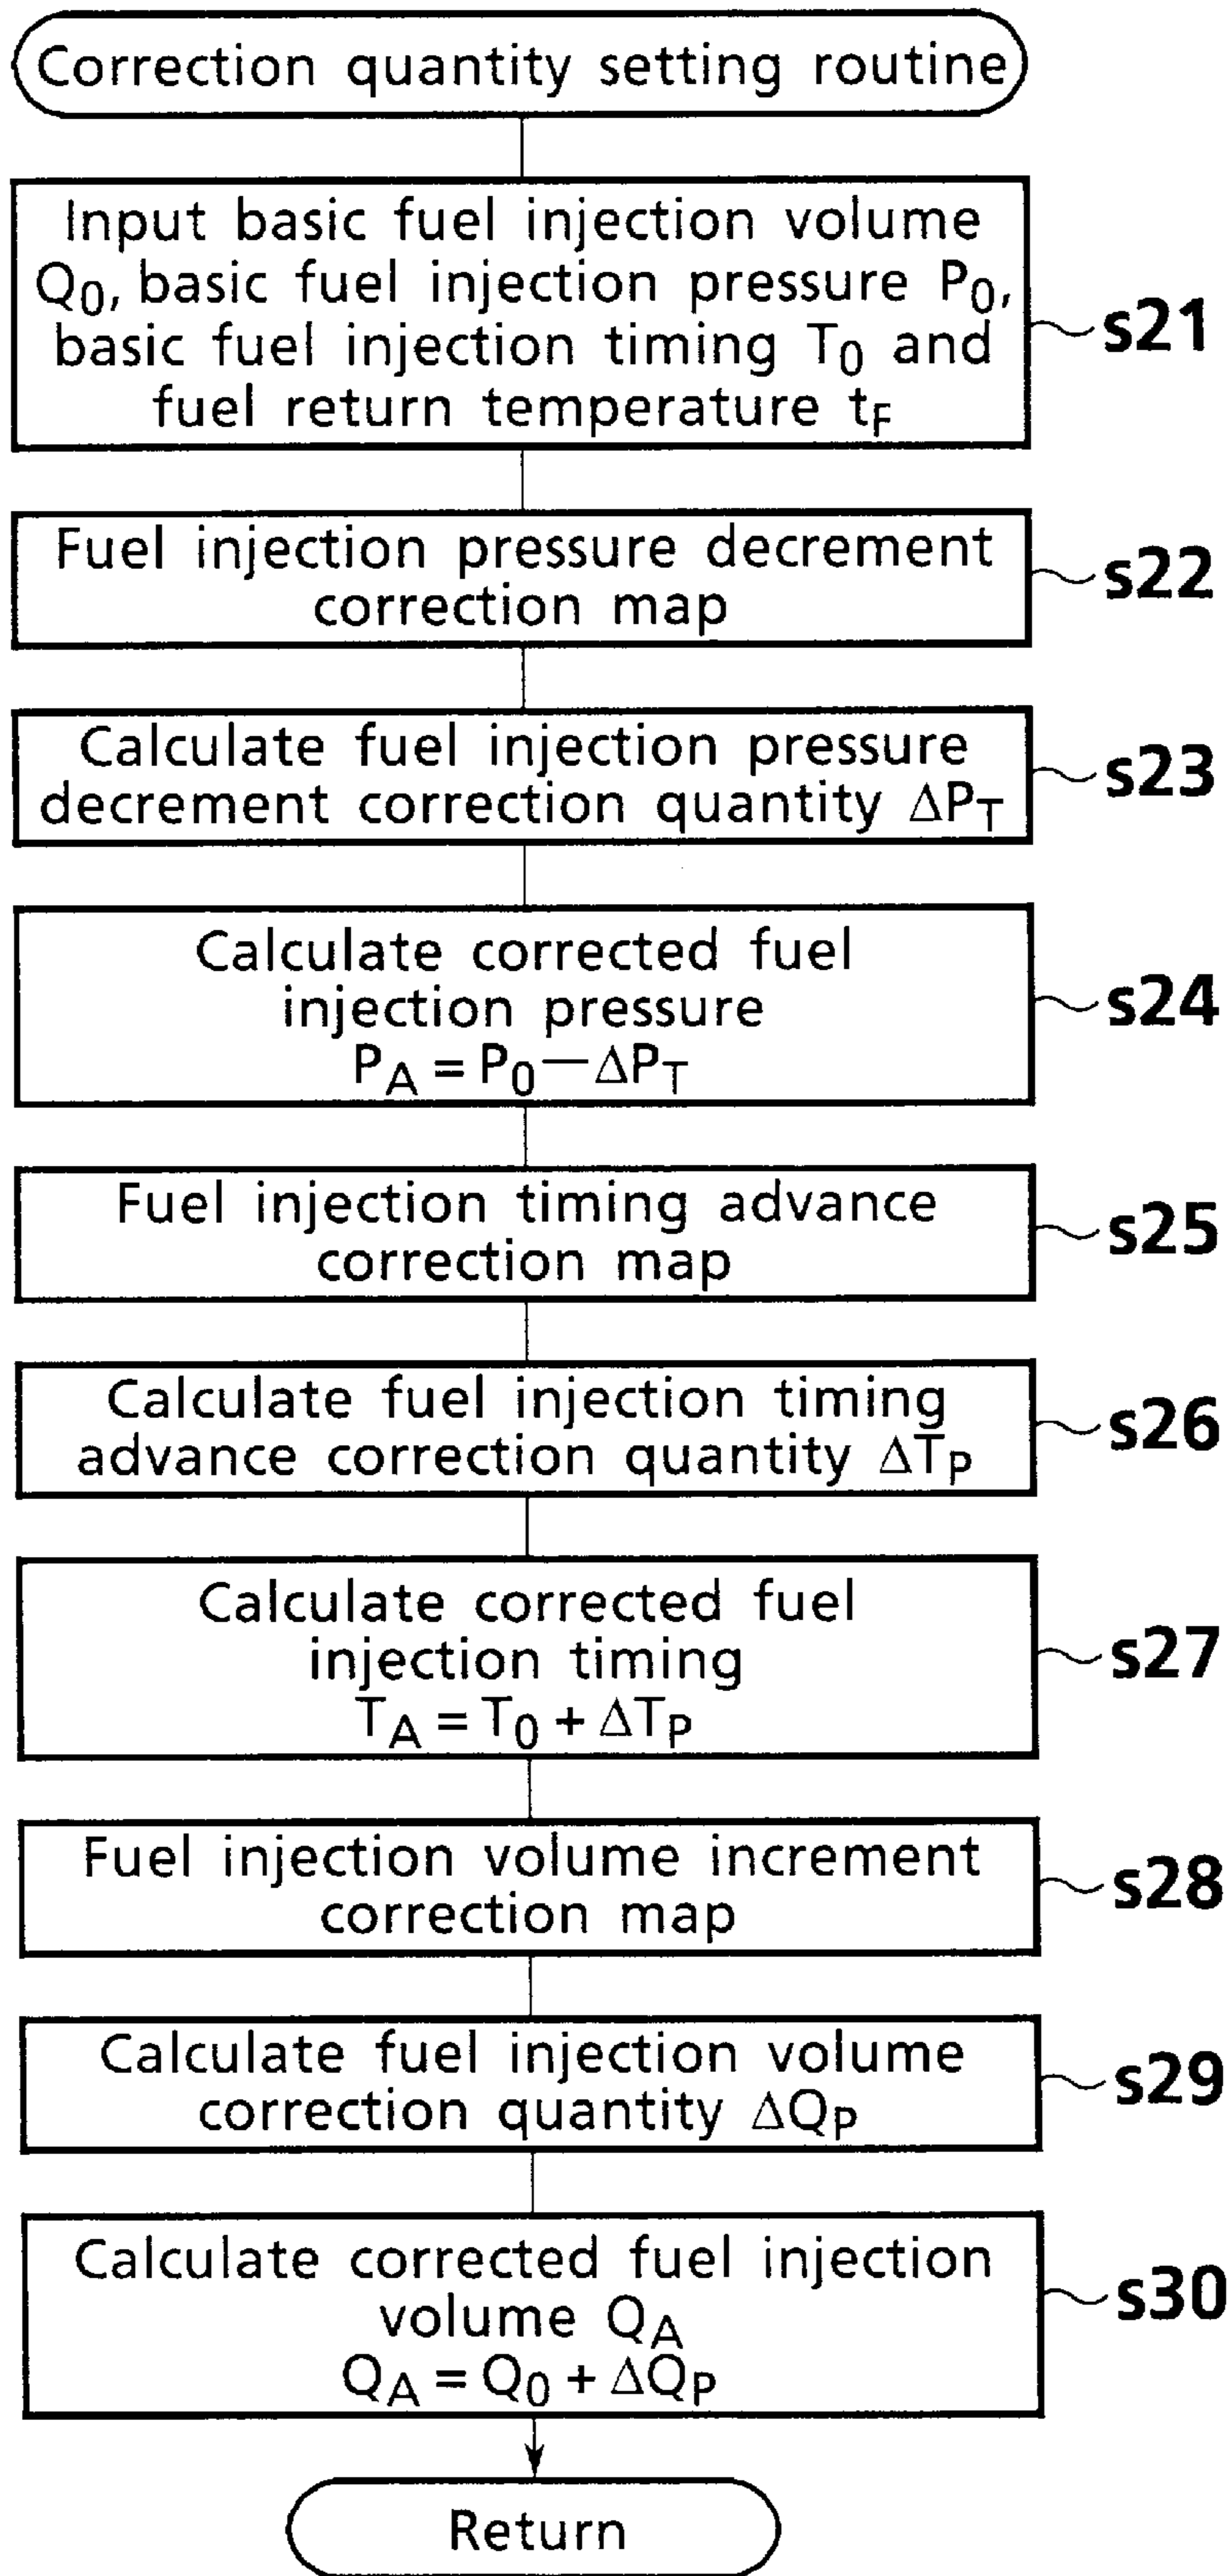 Correction quantity setting routine
Input basic fuel injection volume
Q0, basic fuel injection pressure P0,
basic fuel injection timing T0 and
fuel return temperature tF
s21
Fuel injection pressure decrement
correction map
s22
Calculate fuel injection pressure
decrement correction quantity ΔPT
s23
Calculate corrected fuel
injection pressure
PA = P0 — ΔPT
s24
Fuel injection timing advance
correction map
s25
Calculate fuel injection timing
advance correction quantity ΔTP
s26
Calculate corrected fuel
injection timing
TA = T0 + ΔTP
s27
Fuel injection volume increment
correction map
s28
Calculate fuel injection volume
correction quantity ΔQP
s29
Calculate corrected fuel injection
volume QA
QA = Q0 + ΔQP
s30
Return